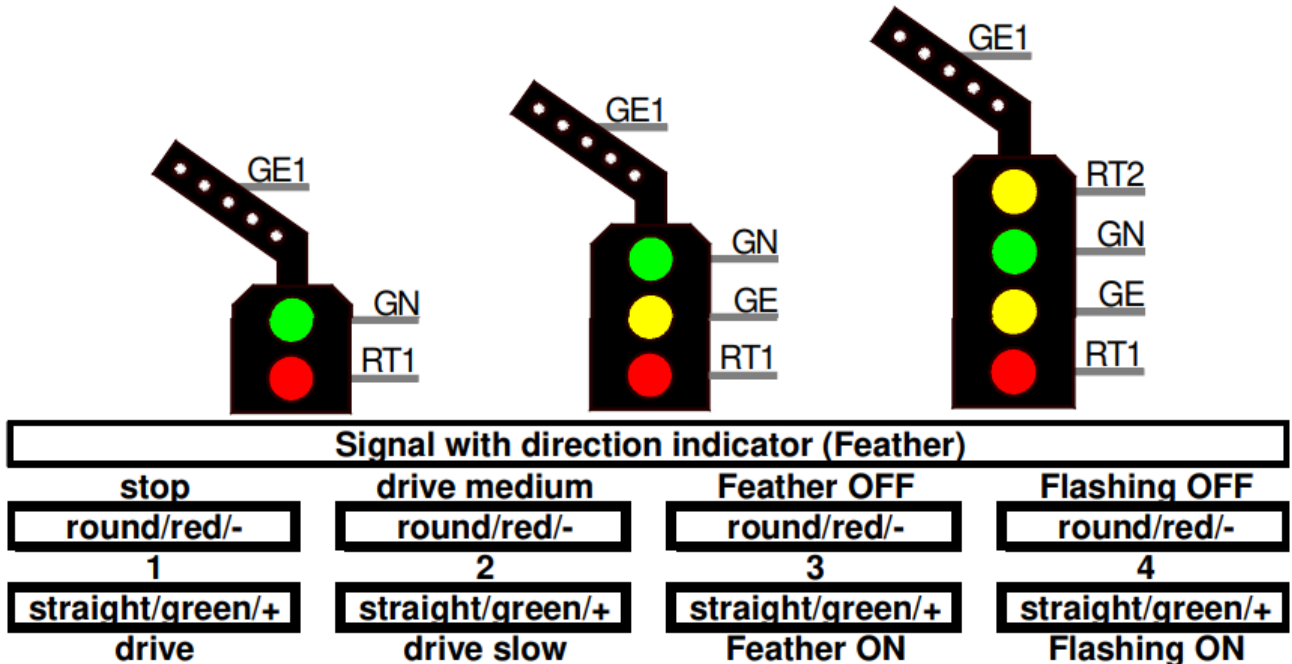 GE1
GE1
GE1
RT2
GN
GN
GE
GN
GE
RT1
RT1
RT1
Signal with direction indicator (Feather)
stop drive medium Feather OFF Flashing OFF
round/red/- round/red/- round/red/- round/red/-
1 2 3 4
straight/green/+ straight/green/+ straight/green/+ straight/green/+
drive drive slow Feather ON Flashing ON